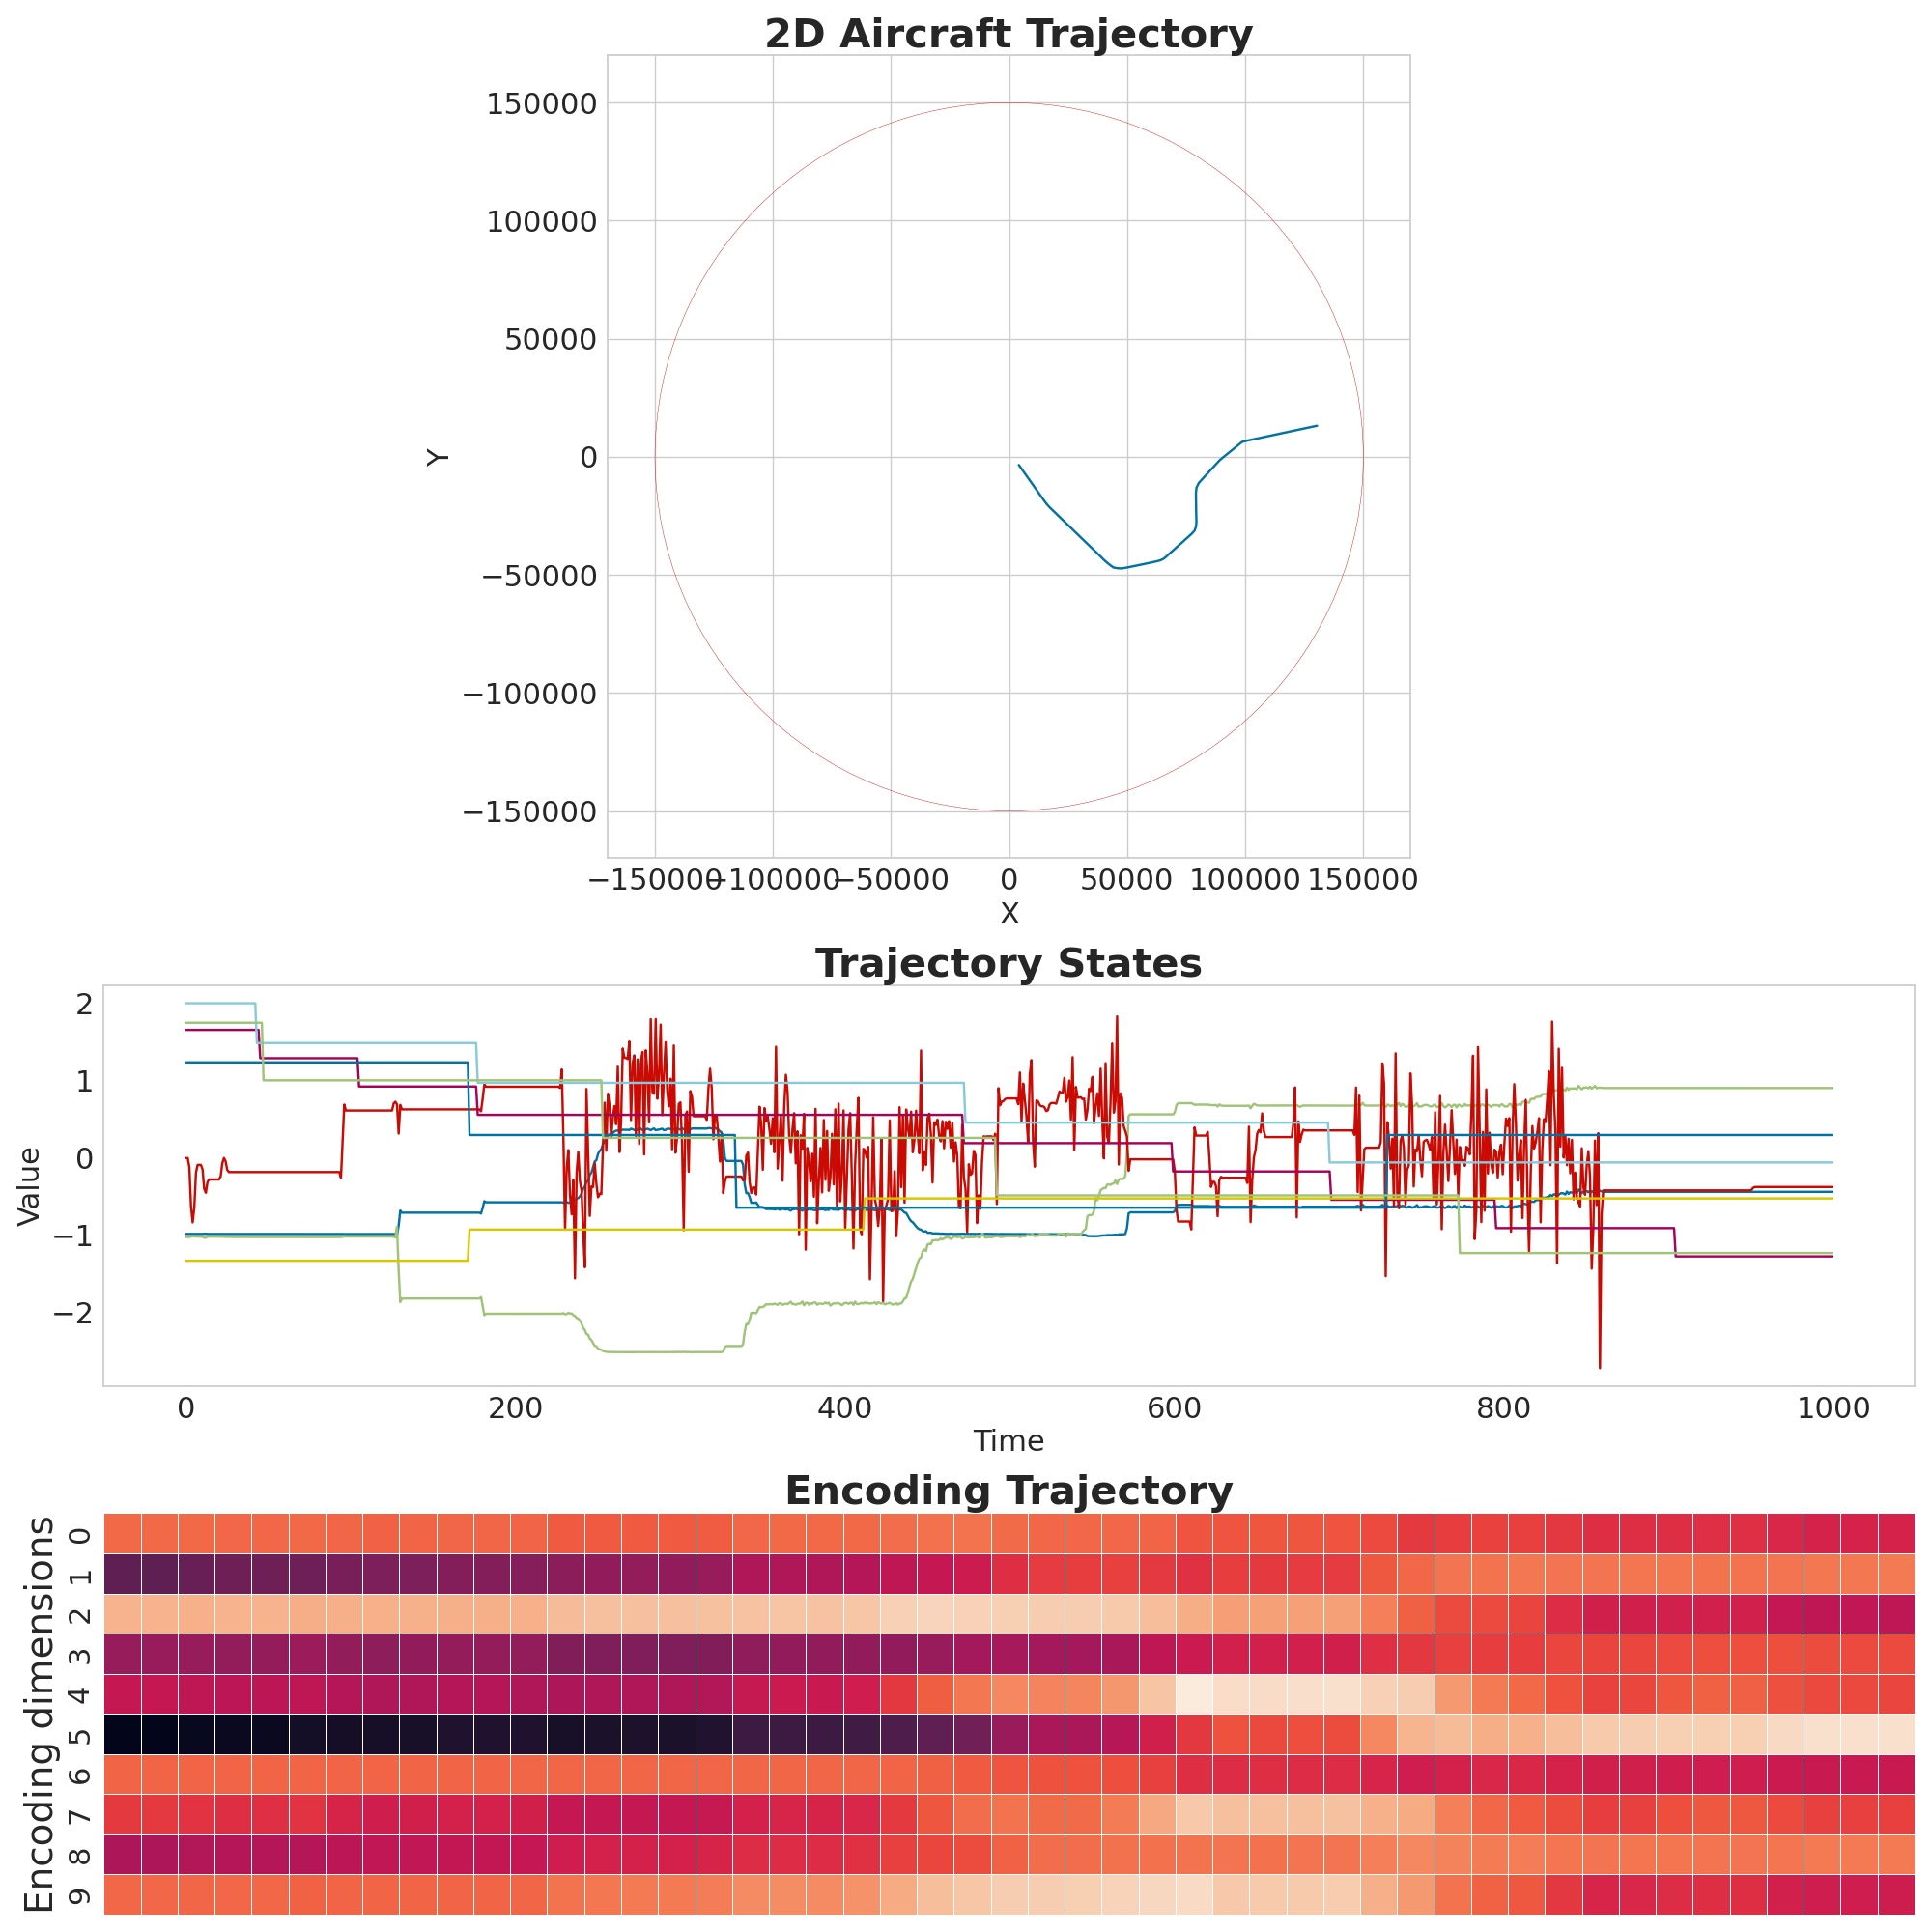 2D Aircraft Trajectory
150000
100000
50000
0
−50000
−100000
−150000
Y
−150000 −100000 −50000 0 50000 100000 150000
X
Trajectory States
2
1
0
−1
−2
Value
0 200 400 600 800 1000
Time
Encoding Trajectory
0
1
2
3
4
5
6
7
8
9
Encoding dimensions